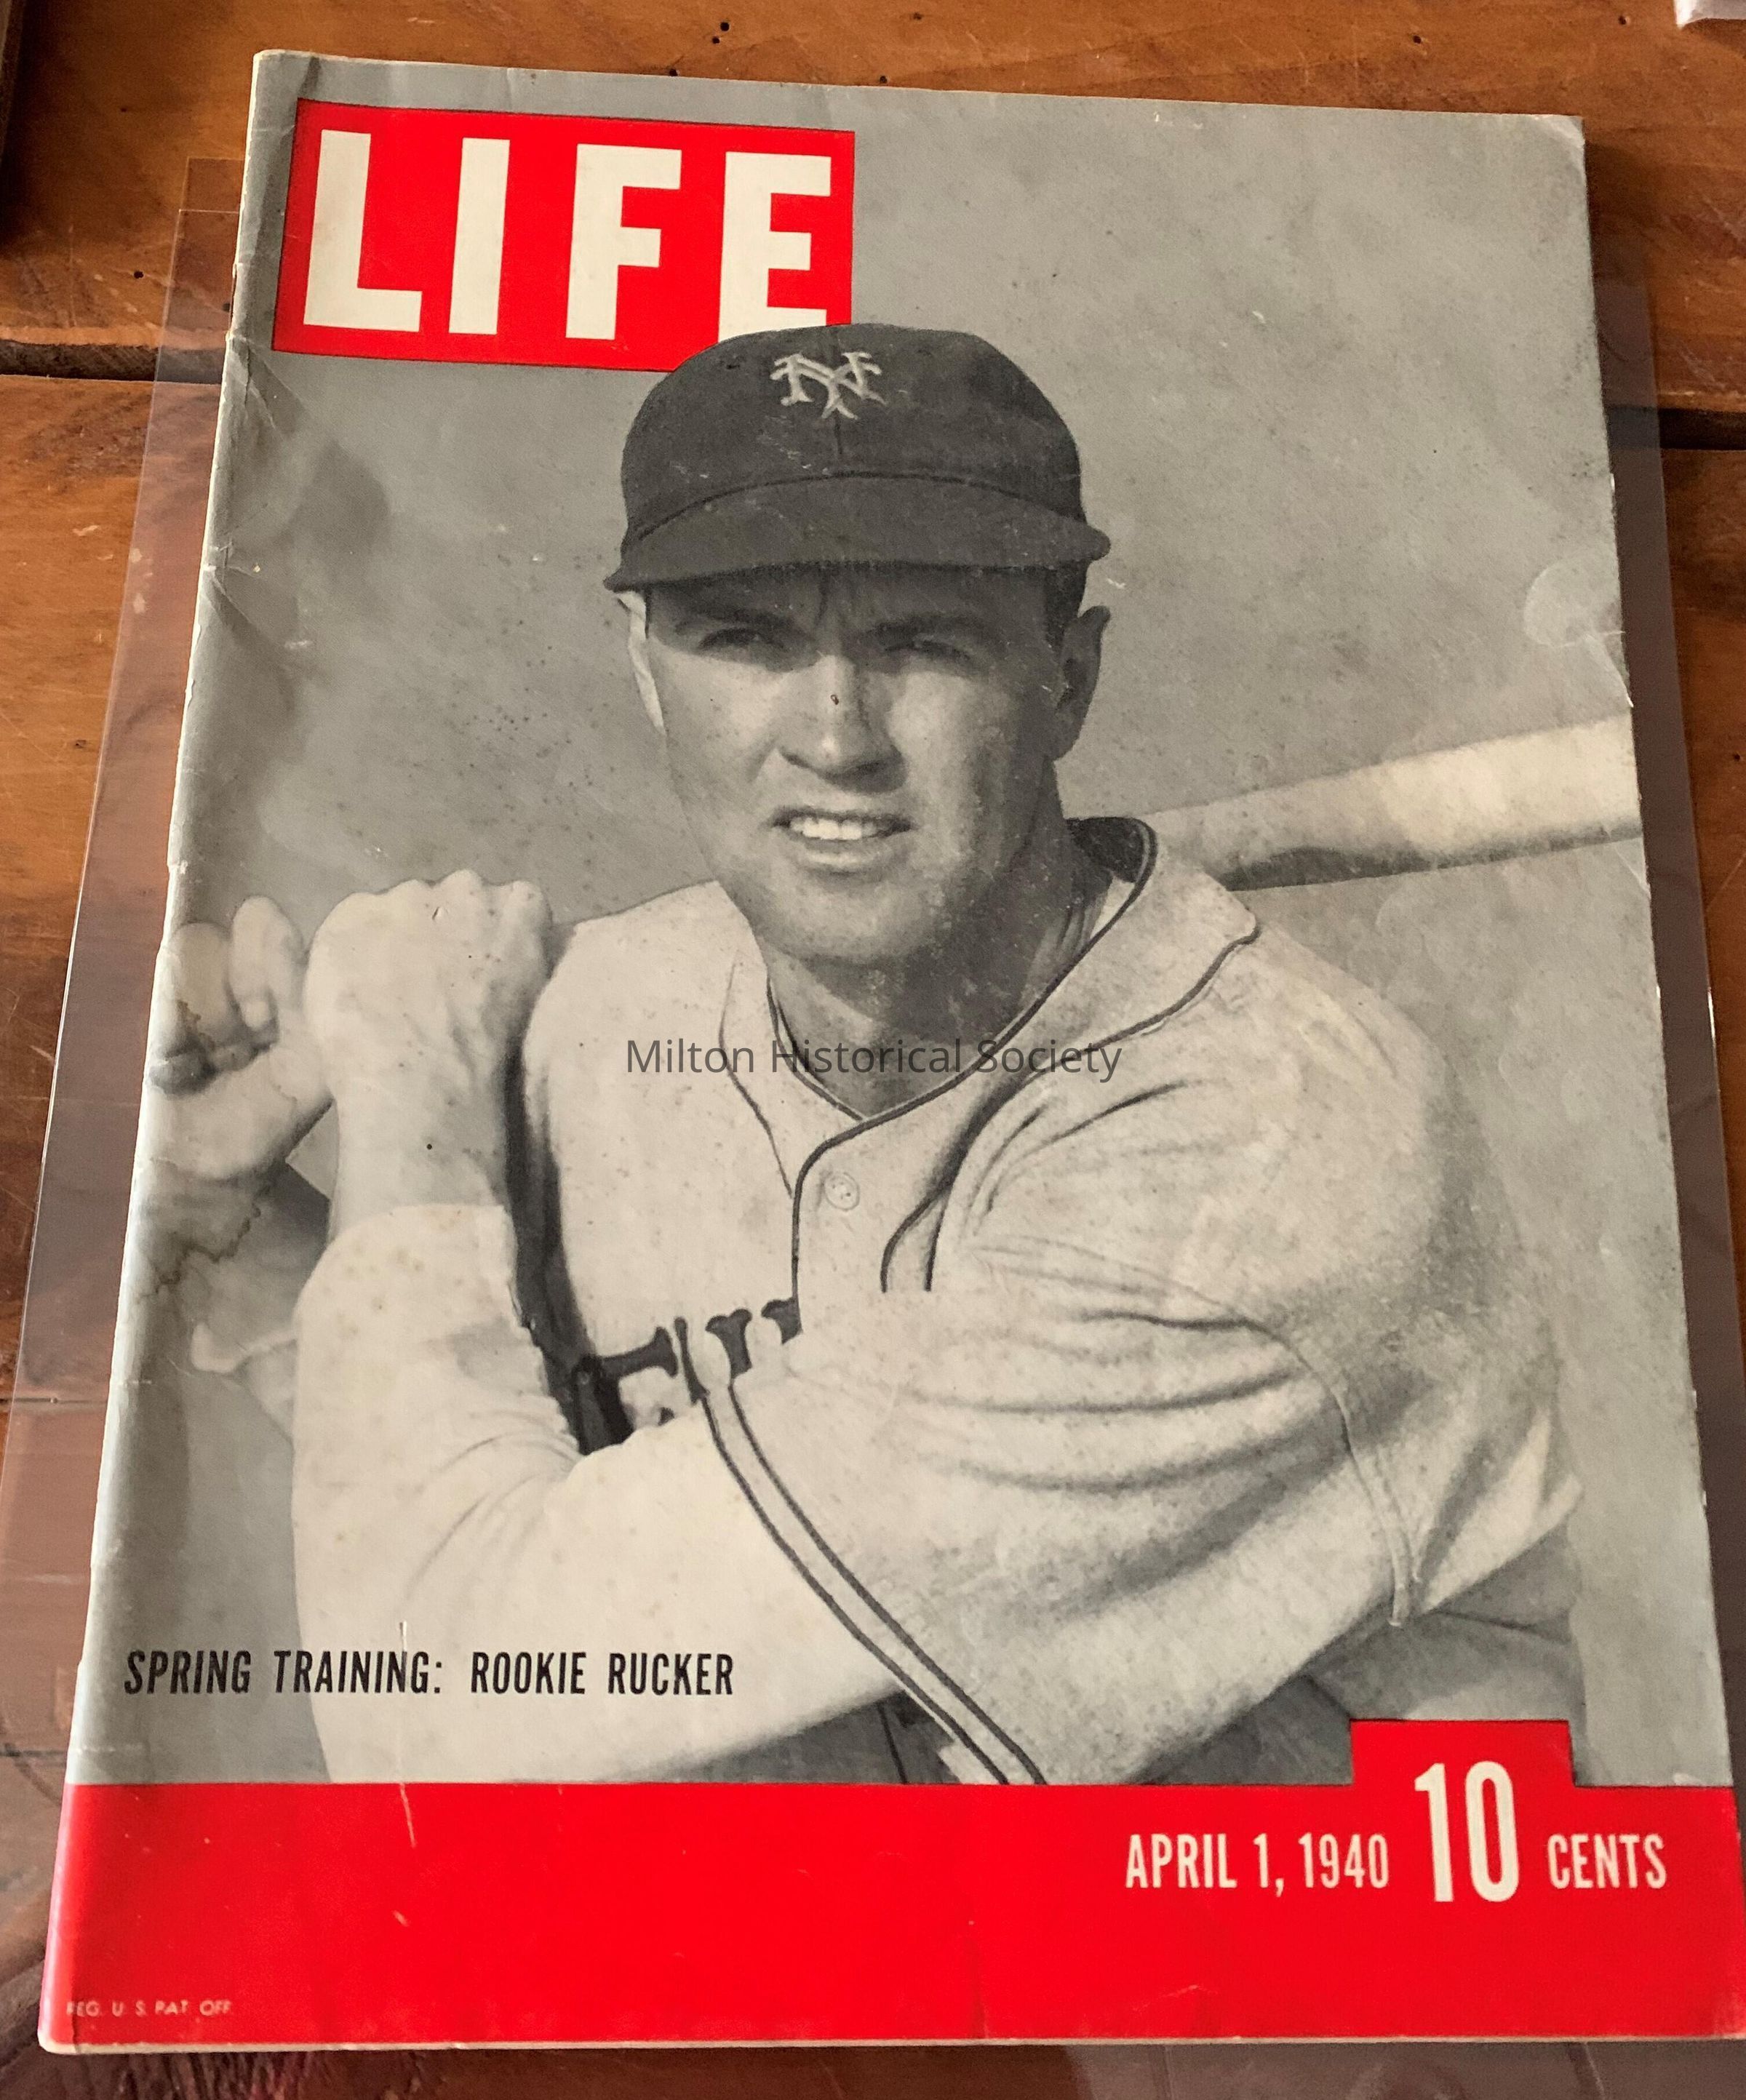 LIFE
NY
Milton Historical Society
SPRING TRAINING: ROOKIE RUCKER
APRIL 1, 1940 10 CENTS
REG. U. S. PAT. OFF.